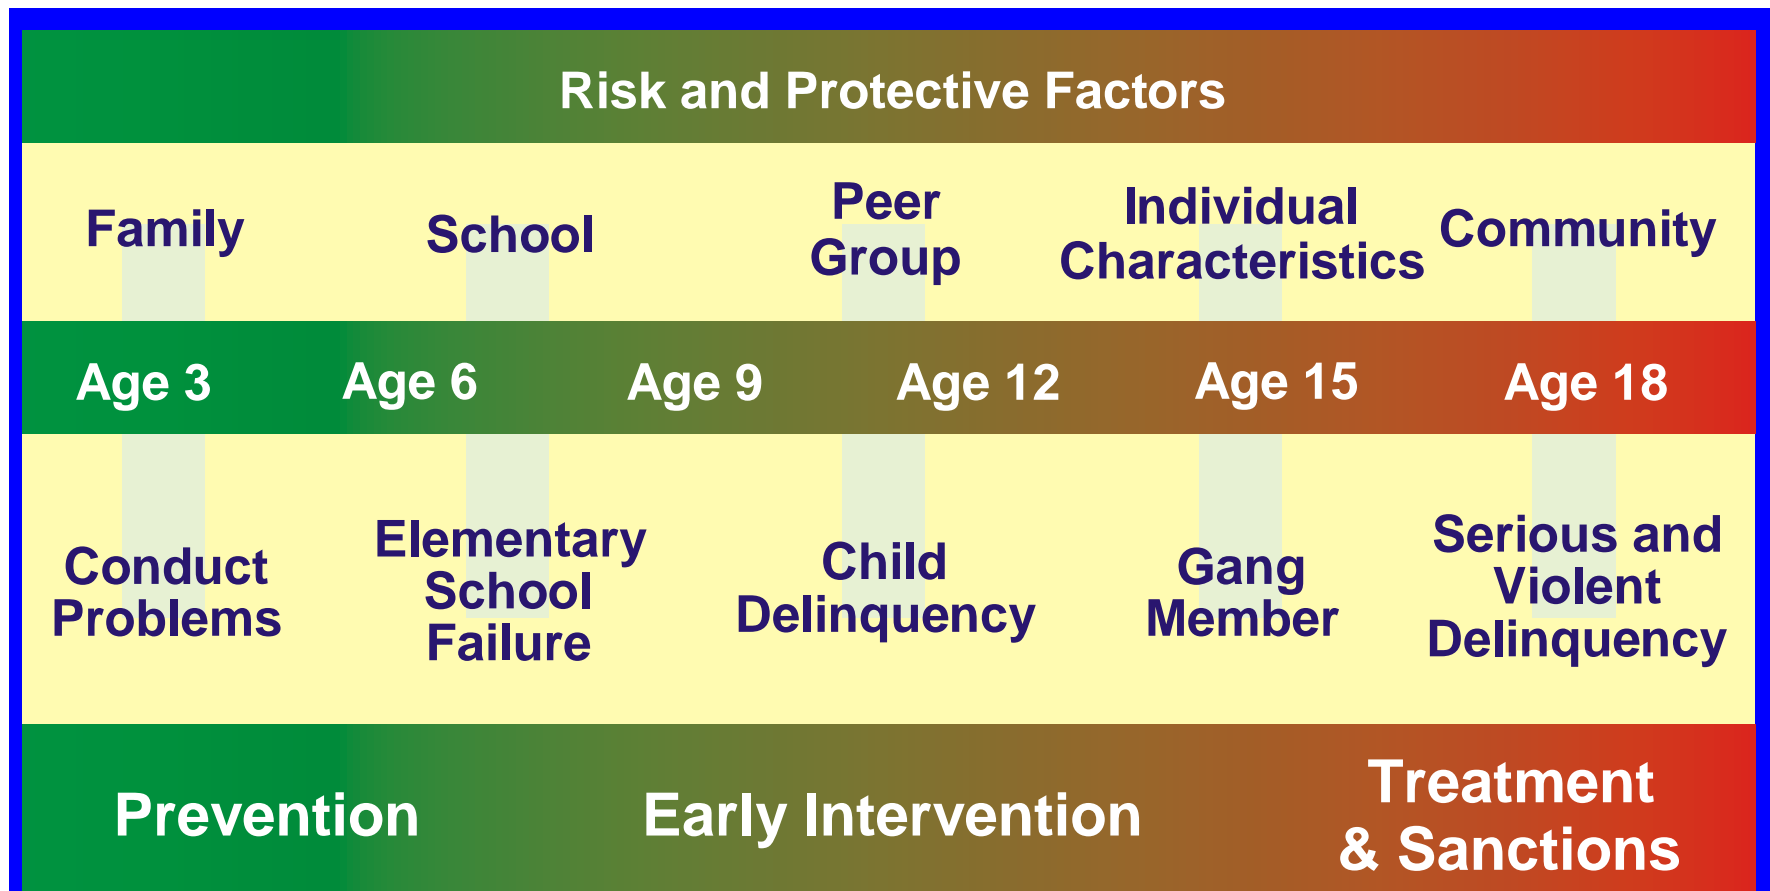 Risk and Protective Factors
Family
School
Peer
Group
Individual
Characteristics
Community
Age 3
Age 6
Age 9
Age 12
Age 15
Age 18
Conduct
Problems
Elementary
School
Failure
Child
Delinquency
Gang
Member
Serious and
Violent
Delinquency
Prevention
Early Intervention
Treatment
& Sanctions